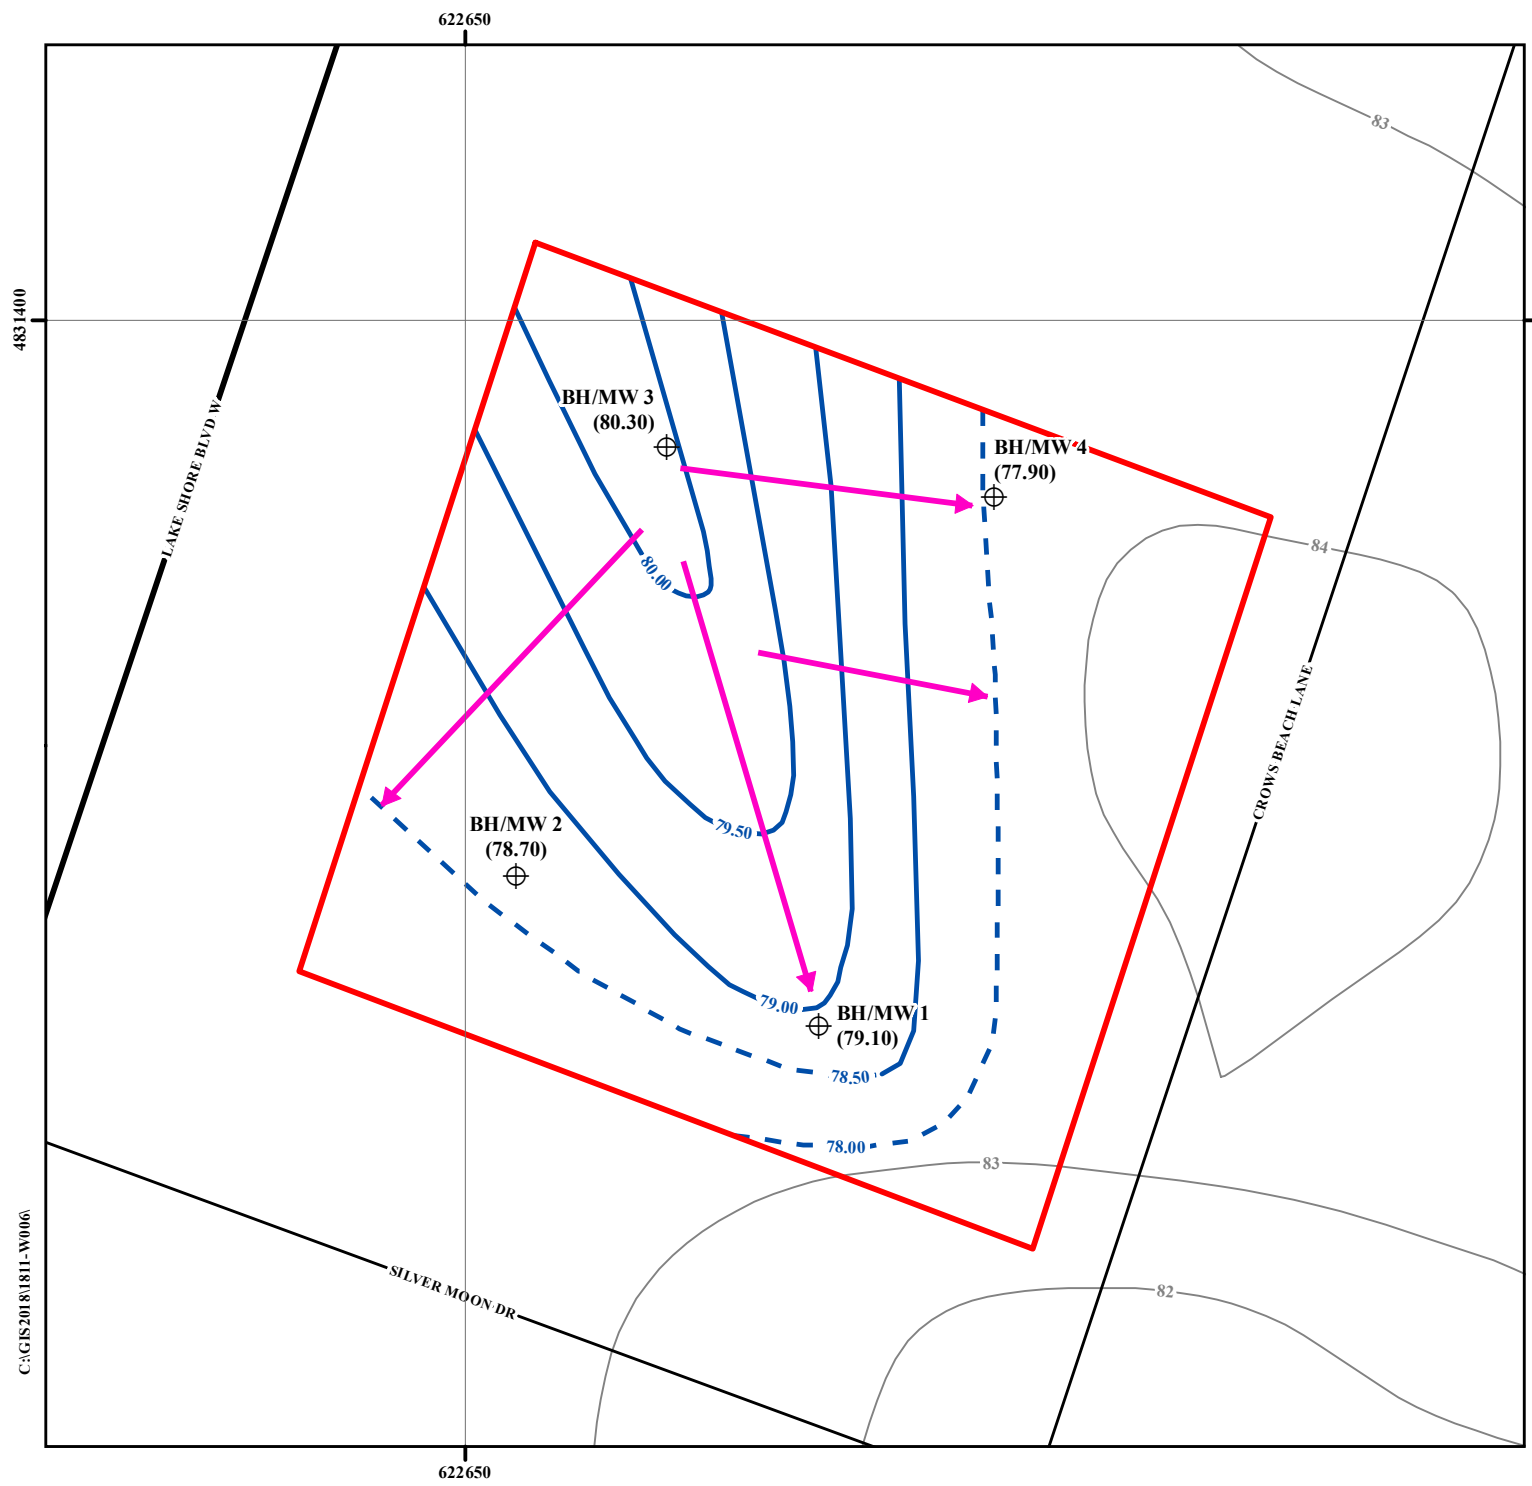 622650
83
4831400
LAKE SHORE BLVD W
BH/MW 3
(80.30)
BH/MW 4
(77.90)
84
80.00
CROWS BEACH LANE
79.50
BH/MW 2
(78.70)
79.00
BH/MW 1
(79.10)
78.50
78.00
83
C:\GIS2018\1811-W006\
SILVER MOON DR
82
622650